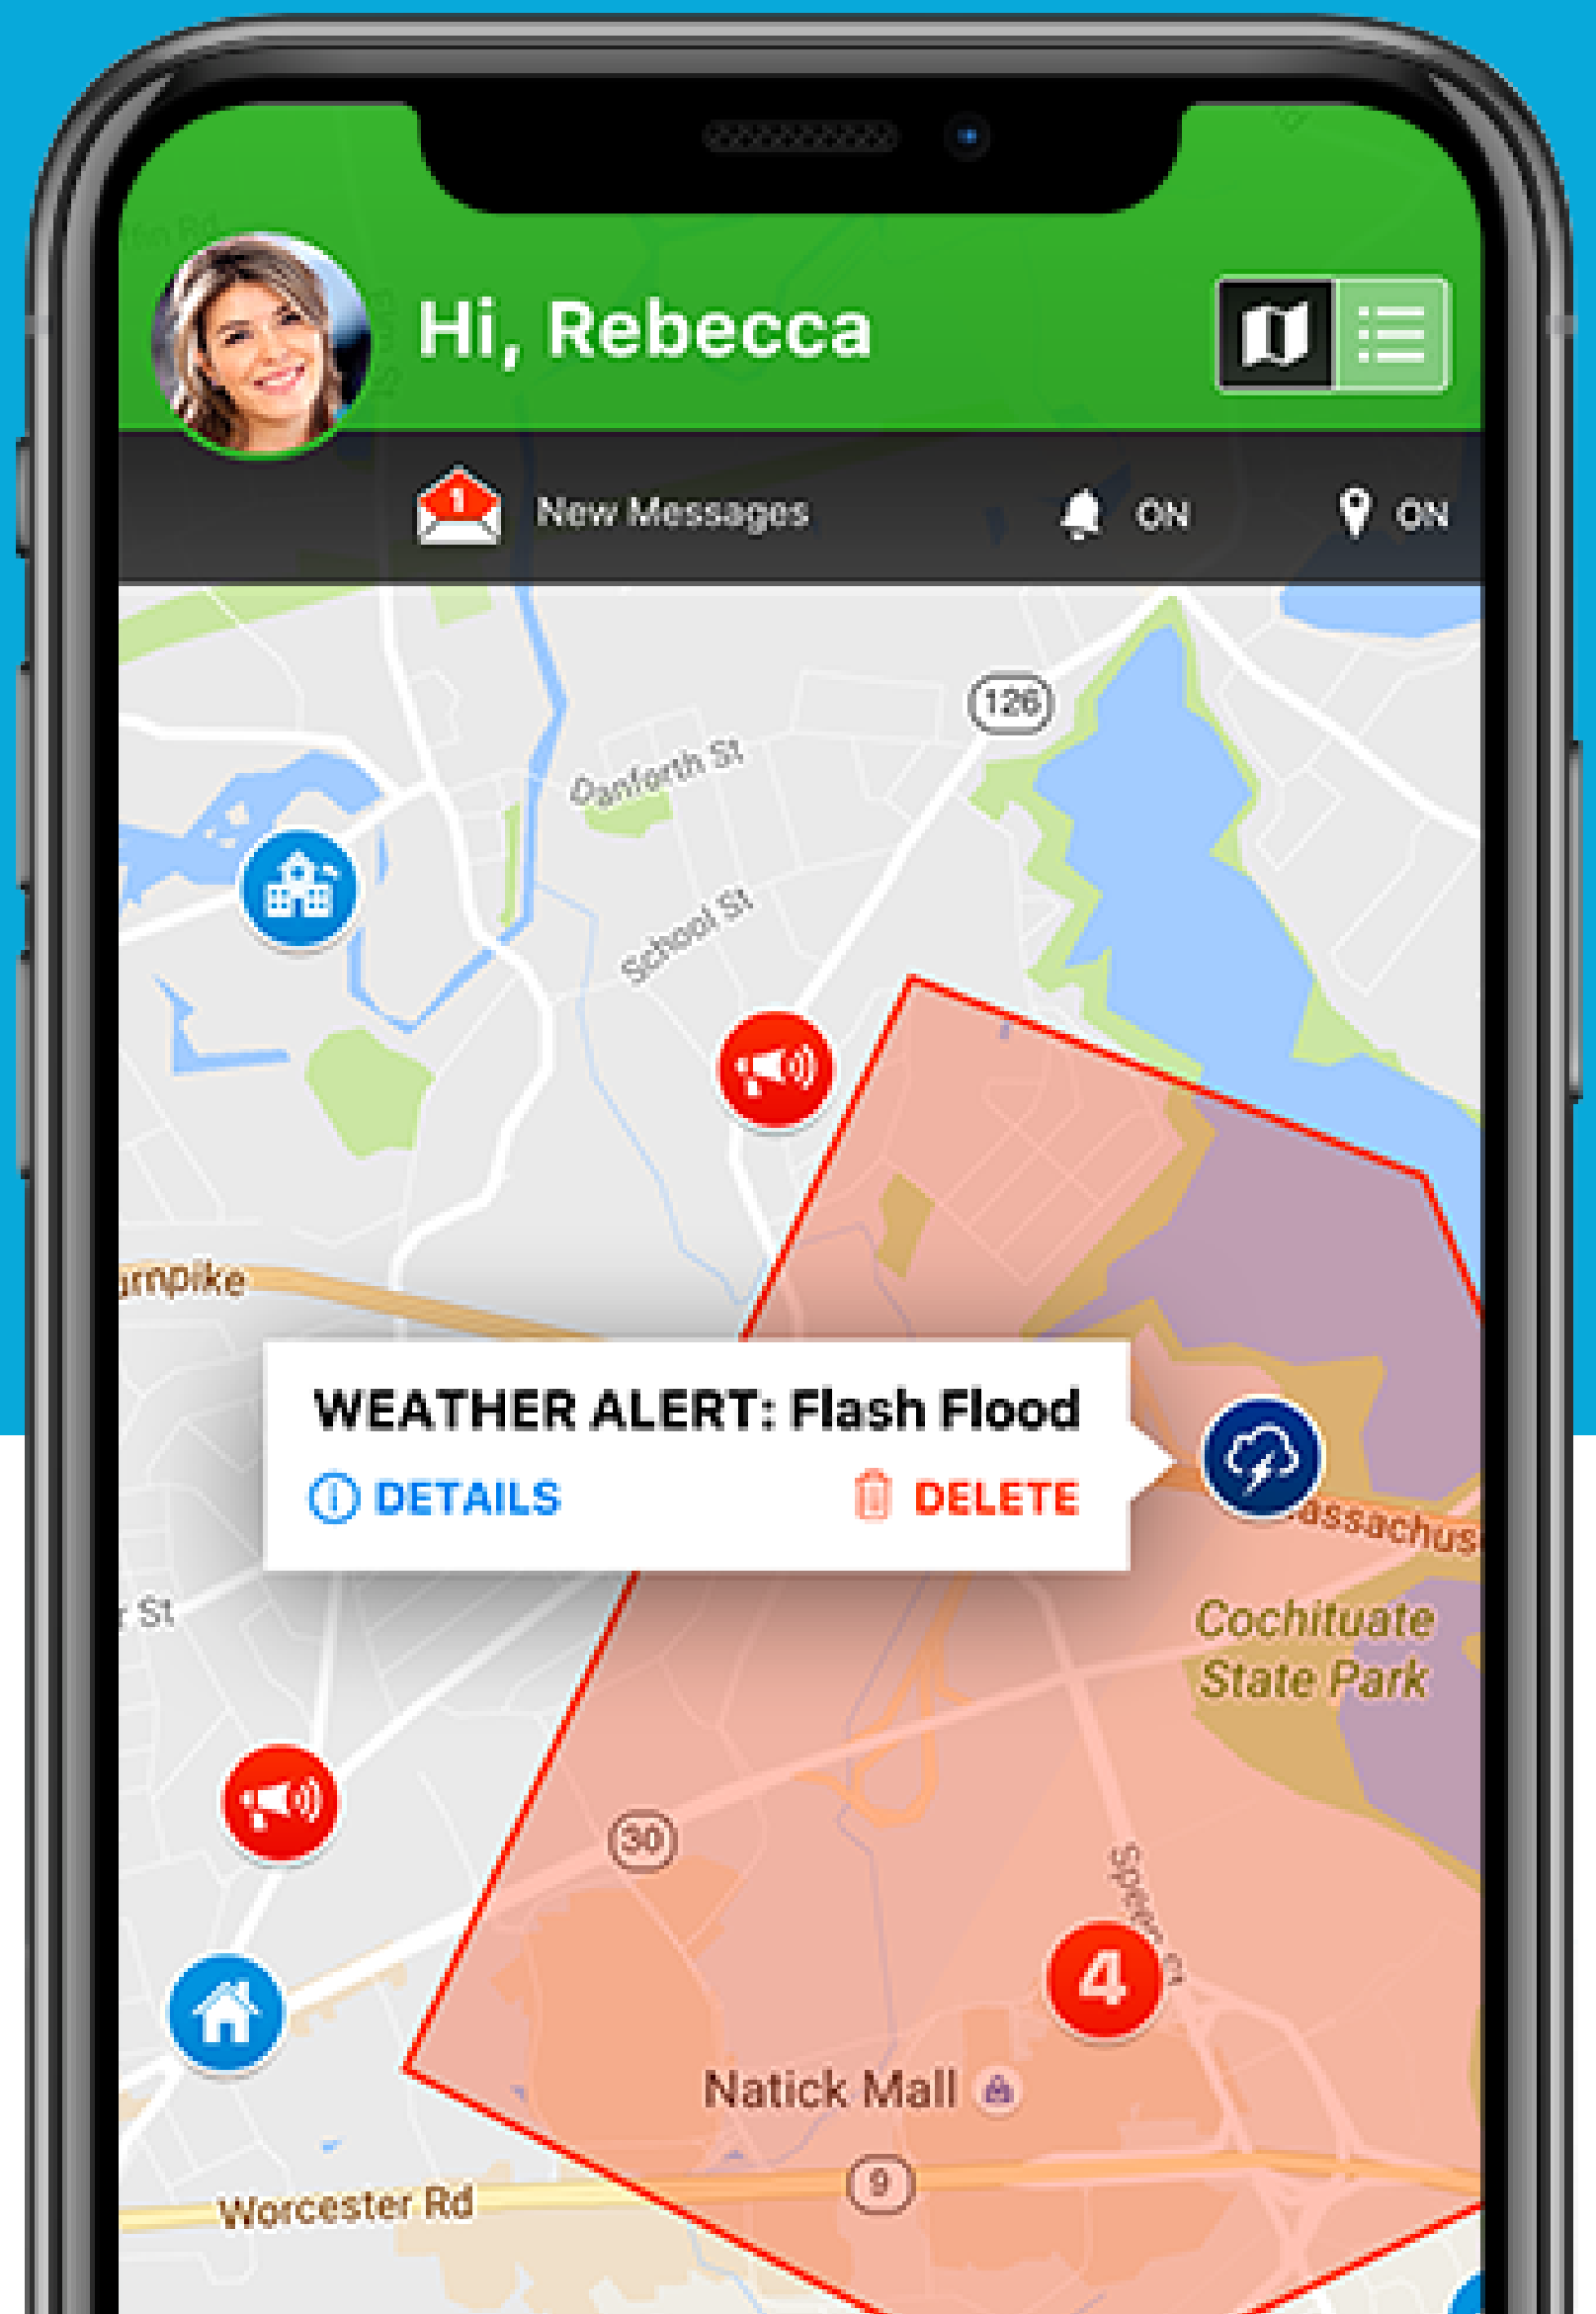 Hi, Rebecca
1 New Messages ON ON
126
Danforth St
School St
WEATHER ALERT: Flash Flood
DETAILS DELETE
St
30
Cochituate
State Park
4
Natick Mall
9
Worcester Rd